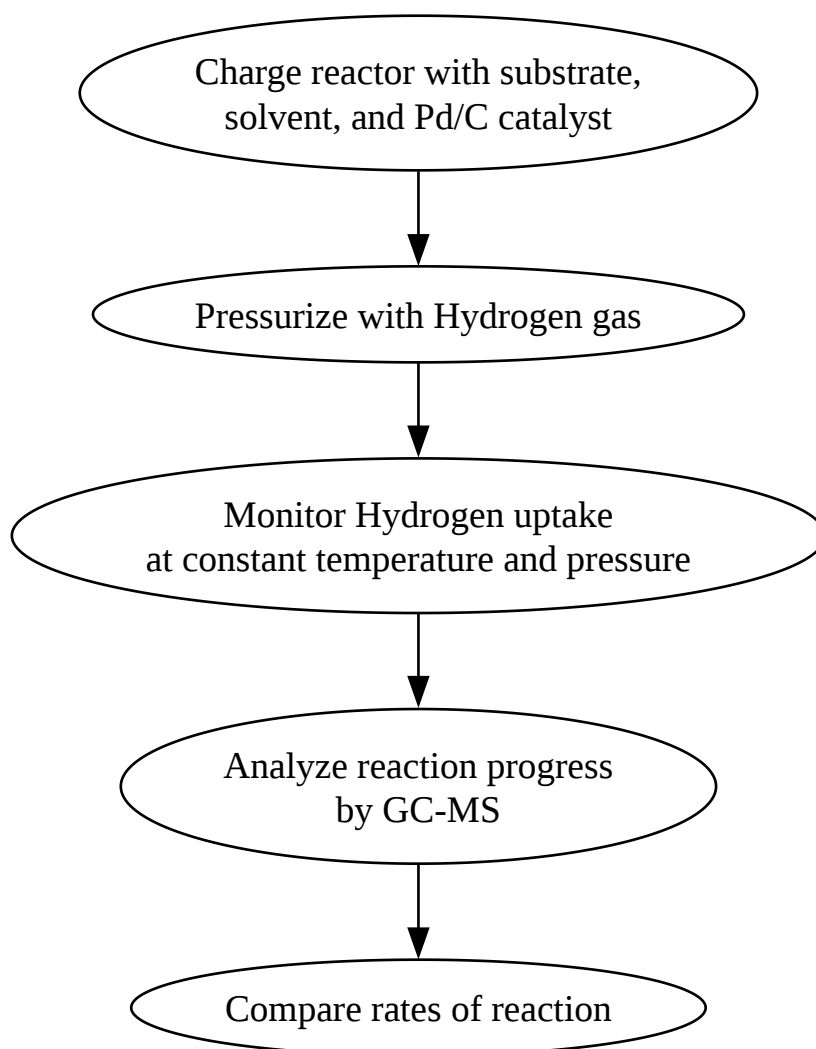 Charge reactor with substrate,
solvent, and Pd/C catalyst
Pressurize with Hydrogen gas
Monitor Hydrogen uptake
at constant temperature and pressure
Analyze reaction progress
by GC-MS
Compare rates of reaction